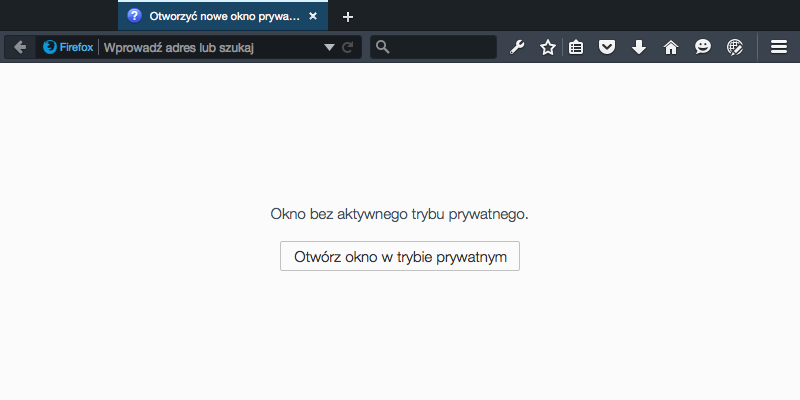 Otworzyć nowe okno prywa...
Firefox
Wprowadź adres lub szukaj
Okno bez aktywnego trybu prywatnego.
Otwórz okno w trybie prywatnym